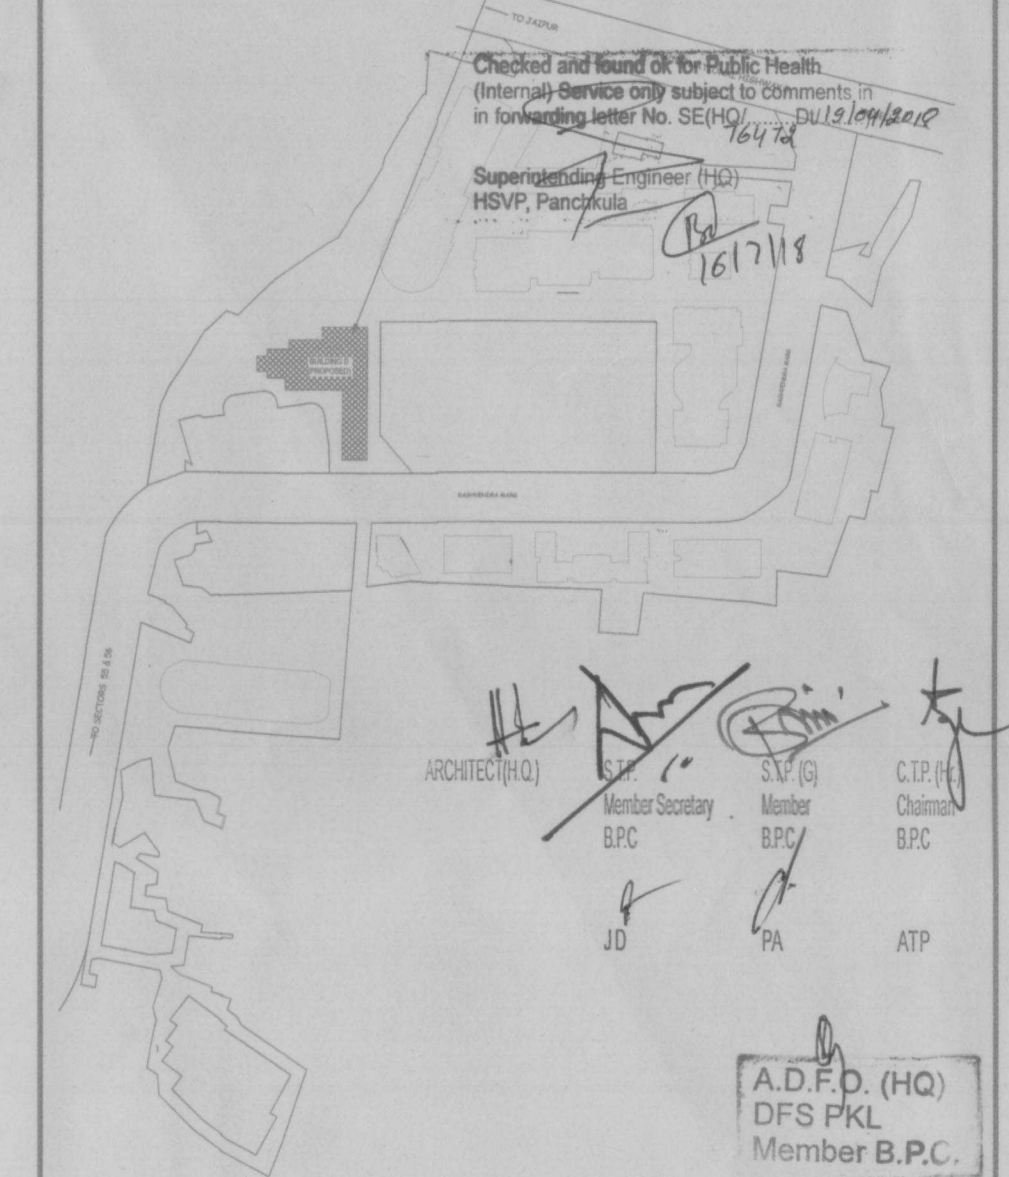 TO JAIPUR
Checked and found ok for Public Health
(Internal) Service only subject to comments in
in forwarding letter No. SE(HQ/........Dt/19/04/2018
76472
Superintending Engineer (HQ)
HSVP, Panchkula
16/7/18
(PROPOSED)
TO SECTORS 55 & 56
ARCHITECT(H.Q.)
S.T.P.
Member Secretary
B.P.C
S.T.P. (G)
Member
B.P.C
C.T.P. (Hr.)
Chairman
B.P.C
JD
PA
ATP
A.D.F.O. (HQ)
DFS PKL
Member B.P.C.